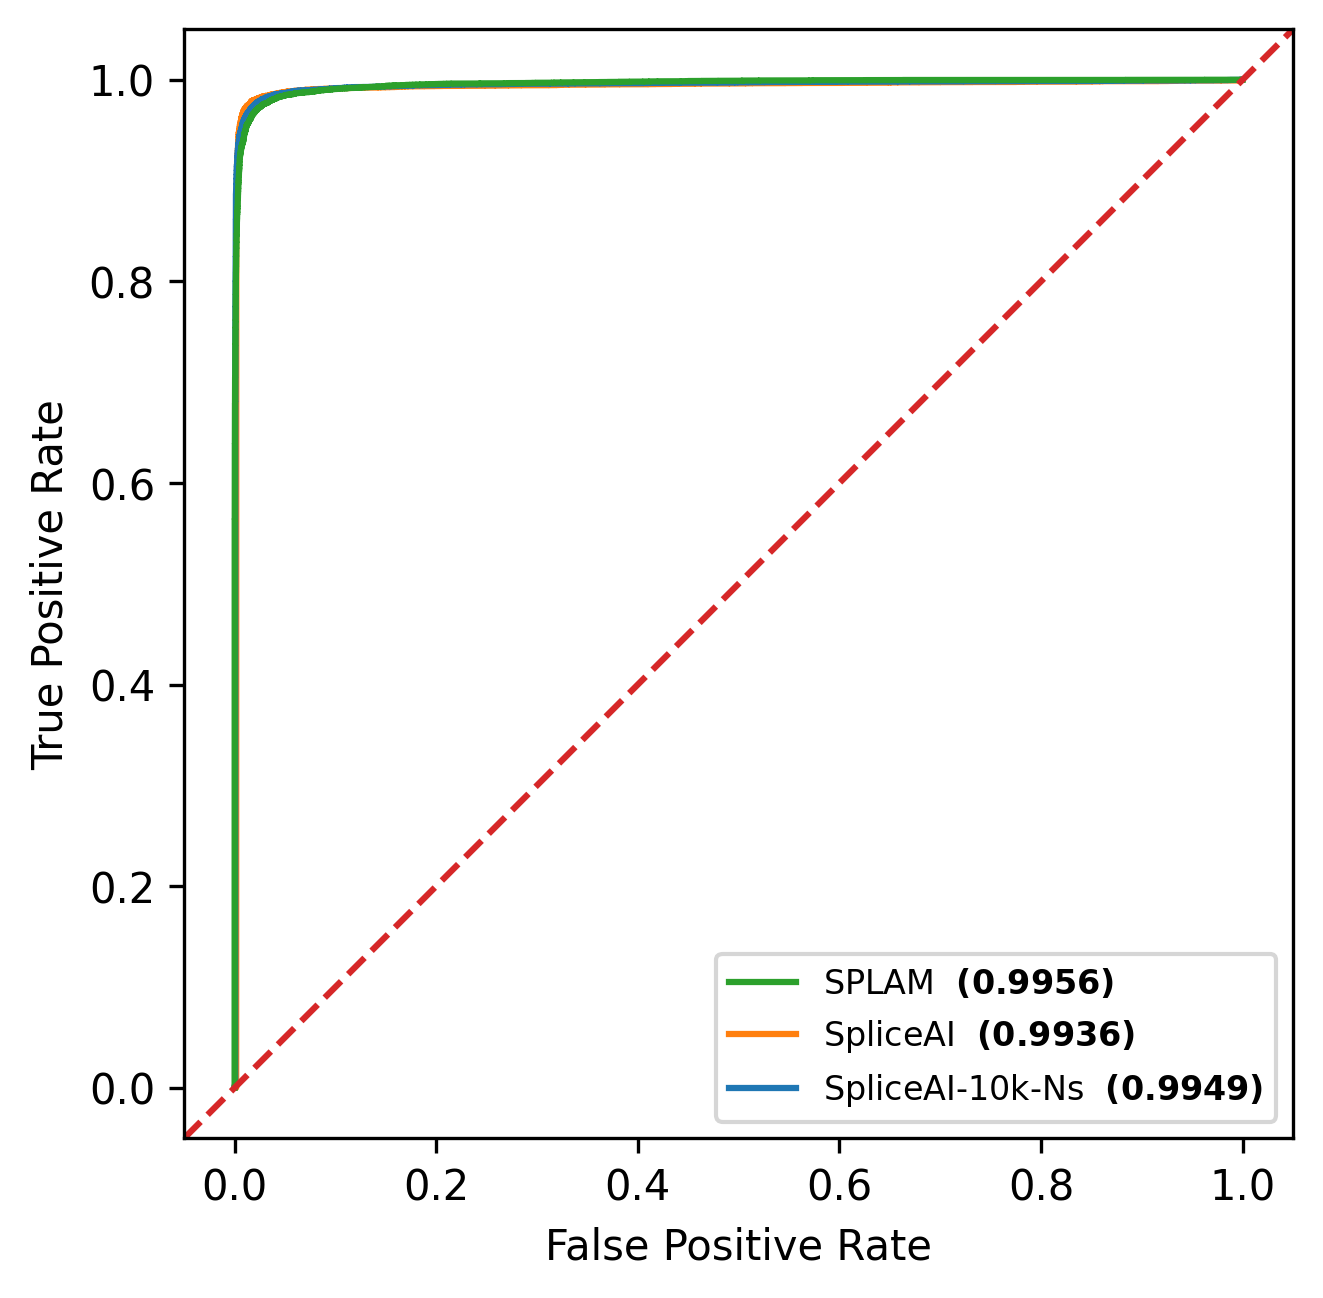 1.0
0.8
0.6
0.4
0.2
0.0
True Positive Rate
SPLAM (0.9956)
SpliceAI (0.9936)
SpliceAI-10k-Ns (0.9949)
0.0 0.2 0.4 0.6 0.8 1.0
False Positive Rate